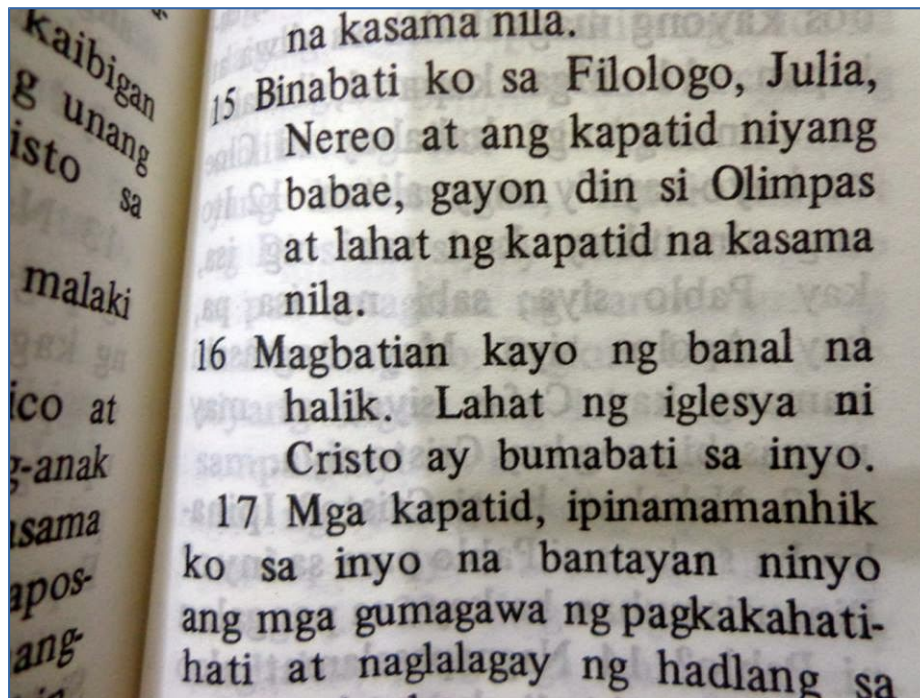 Kaibigan
g unang
isto sa
malaki
ico at
g-anak
asama
apos-
ang-
na kasama nila.
15 Binabati ko sa Filologo, Julia,
Nereo at ang kapatid niyang
babae, gayon din si Olimpas
at lahat ng kapatid na kasama
nila.
16 Magbatian kayo ng banal na
halik. Lahat ng iglesya ni
Cristo ay bumabati sa inyo.
17 Mga kapatid, ipinamamanhik
ko sa inyo na bantayan ninyo
ang mga gumagawa ng pagkakahati-
hati at naglalagay ng hadlang sa